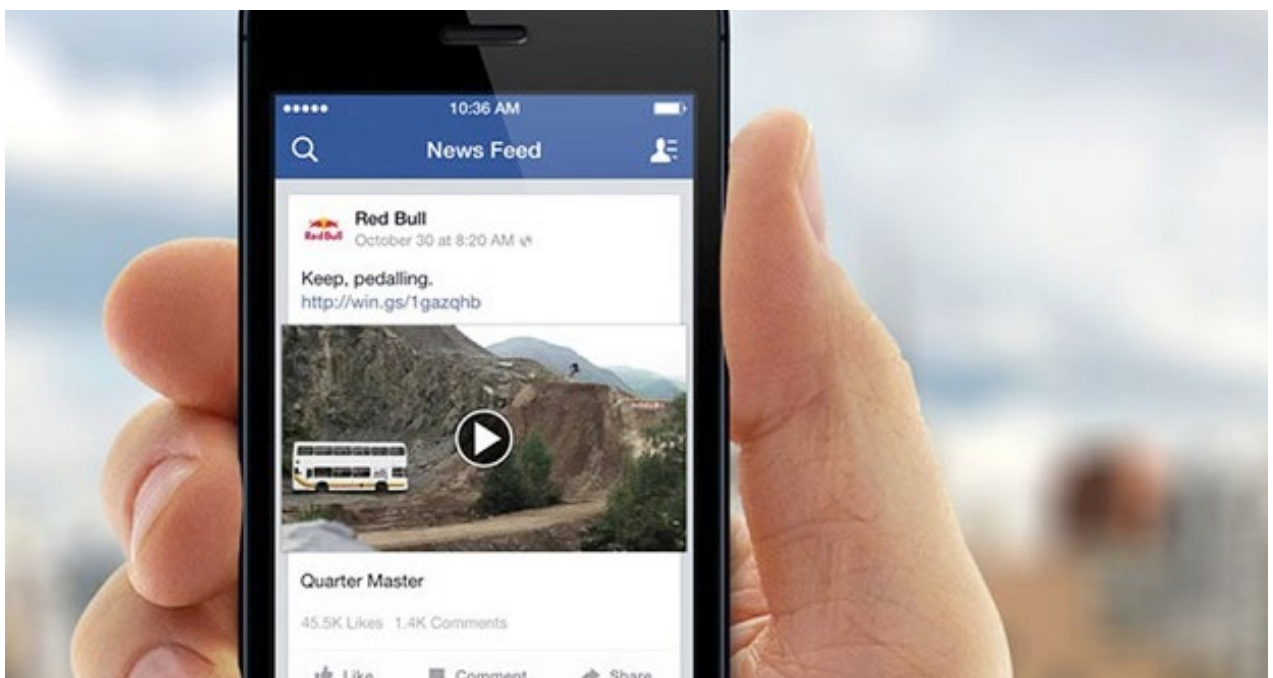 10:36 AM
News Feed
Red Bull
Red Bull
October 30 at 8:20 AM
Keep, pedalling.
http://win.gs/1gazqhb
Quarter Master
45.5K Likes 1.4K Comments
Like Comment Share